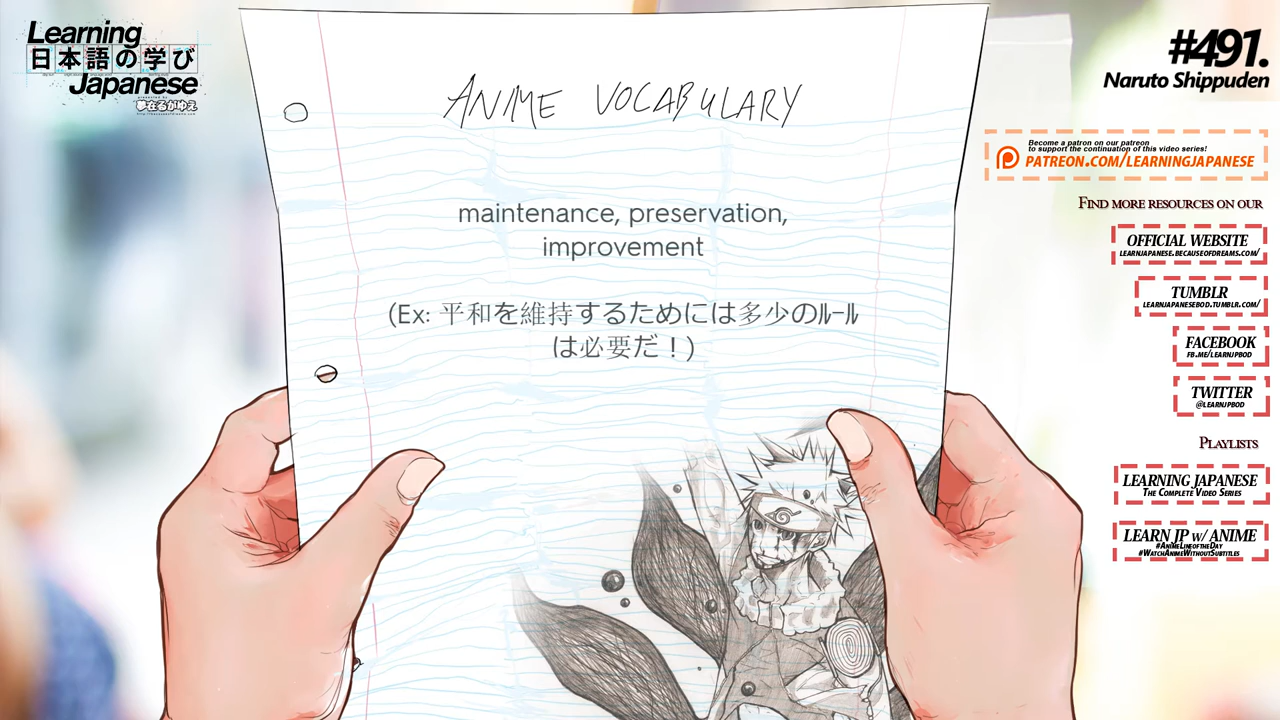 Learning
日本語の学び
Japanese
夢在るがゆえ
#491.
Naruto Shippuden
ANIME VOCABULARY
Become a patron on our patreon
to support the continuation of this video series!
PATREON.COM/LEARNINGJAPANESE
FIND MORE RESOURCES ON OUR
maintenance, preservation,
improvement
OFFICIAL WEBSITE
LEARNJAPANESE.BECAUSEOFDREAMS.COM/
TUMBLR
LEARNJAPANESEBOD.TUMBLR.COM/
(Ex: 平和を維持するためには多少のﾙｰﾙ
は必要だ！)
FACEBOOK
FB.ME/LEARNJPBOD
TWITTER
@LEARNJPBOD
PLAYLISTS
LEARNING JAPANESE
THE COMPLETE VIDEO SERIES
LEARN JP W/ ANIME
#ANIMELINEOFTHEDAY
#WATCHANIMEWITHOUTSUBTITLES